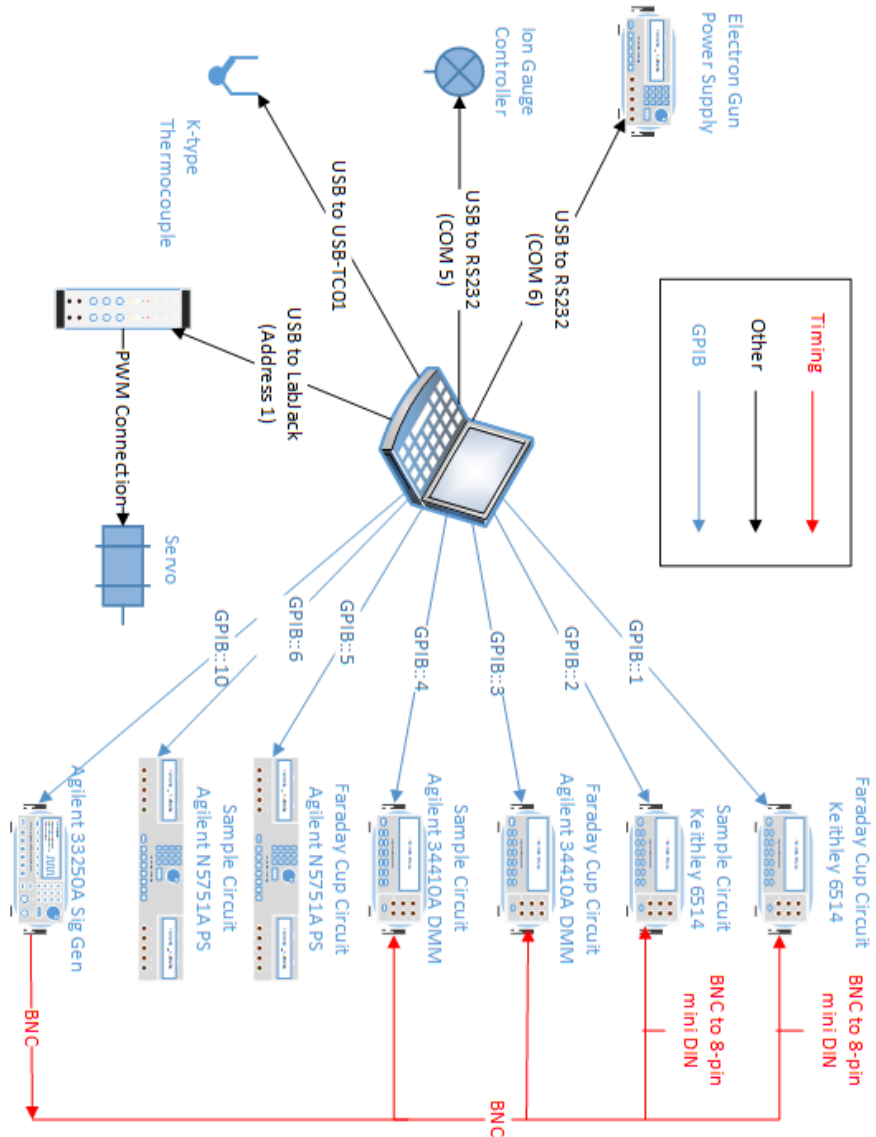 Electron Gun
Power Supply
Ion Gauge
Controller
K-type
Thermocouple
USB to RS232
(COM 6)
USB to RS232
(COM 5)
USB to USB-TC01
USB to LabJack
(Address 1)
PWM Connection
Servo
Timing
Other
GPIB
GPIB::1
GPIB::2
GPIB::3
GPIB::4
GPIB::5
GPIB::6
GPIB::10
Faraday Cup Circuit
Keithley 6514
Sample Circuit
Keithley 6514
Faraday Cup Circuit
Agilent 34410A DMM
Sample Circuit
Agilent 34410A DMM
Faraday Cup Circuit
Agilent N5751A PS
Sample Circuit
Agilent N5751A PS
Agilent 33250A Sig Gen
BNC to 8-pin
mini DIN
BNC to 8-pin
mini DIN
BNC
BNC